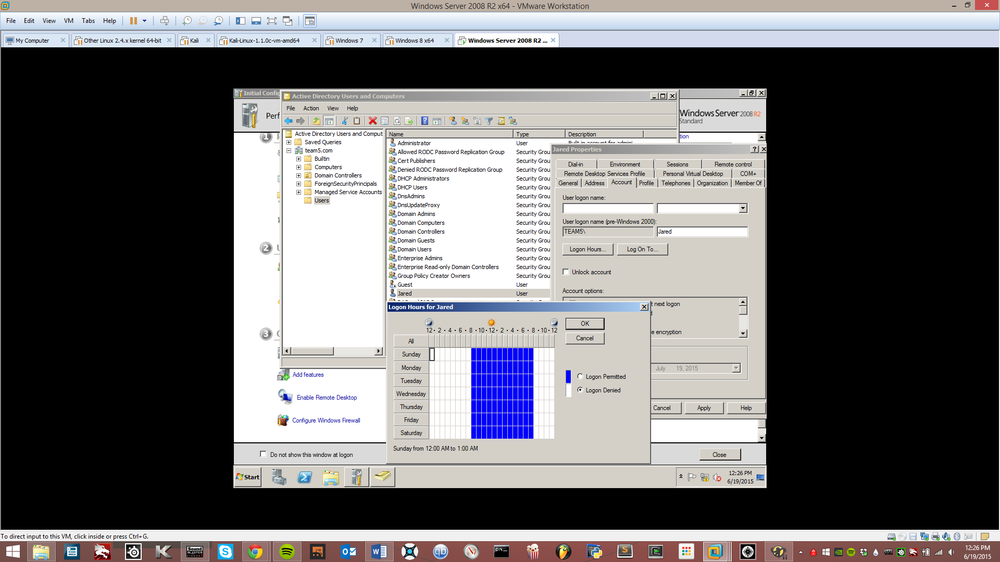 Windows Server 2008 R2 x64 - VMware Workstation
File Edit View VM Tabs Help
My Computer Other Linux 2.4.x kernel 64-bit Kali Kali-Linux-1.1.0c-vm-amd64 Windows 7 Windows 8 x64 Windows Server 2008 R2 ...
Initial Config
Active Directory Users and Computers
File Action View Help
Perf
Windows Server 2008 R2
Standard
Active Directory Users and Comput
Saved Queries
team5.com
Builtin
Computers
Domain Controllers
ForeignSecurityPrincipals
Managed Service Accounts
Users
Name Type Description
Administrator User Built-in account for admini
Allowed RODC Password Replication Group Security Grou
Cert Publishers Security Grou
Denied RODC Password Replication Group Security Grou
DHCP Administrators Security Grou
DHCP Users Security Grou
DnsAdmins Security Grou
DnsUpdateProxy Security Grou
Domain Admins Security Grou
Domain Computers Security Grou
Domain Controllers Security Grou
Domain Guests Security Grou
Domain Users Security Grou
Enterprise Admins Security Grou
Enterprise Read-only Domain Controllers Security Grou
Group Policy Creator Owners Security Grou
Guest User
Jared User
tion
Jared Properties
Dial-in Environment Sessions Remote control
Remote Desktop Services Profile Personal Virtual Desktop COM+
General Address Account Profile Telephones Organization Member Of
User logon name:
User logon name (pre-Windows 2000):
TEAM5\ Jared
Logon Hours... Log On To...
Unlock account
Account options:
t next logon
d
e encryption
July 19, 2015
Cancel Apply Help
1
2
3
Logon Hours for Jared
12 · 2 · 4 · 6 · 8 · 10 · 12 · 2 · 4 · 6 · 8 · 10 · 12
All
Sunday
Monday
Tuesday
Wednesday
Thursday
Friday
Saturday
OK
Cancel
Logon Permitted
Logon Denied
Sunday from 12:00 AM to 1:00 AM
Add features
Enable Remote Desktop
Configure Windows Firewall
Do not show this window at logon
Close
Start
12:26 PM
6/19/2015
To direct input to this VM, click inside or press Ctrl+G.
Sound BLASTER CINEMA 2
12:26 PM
6/19/2015